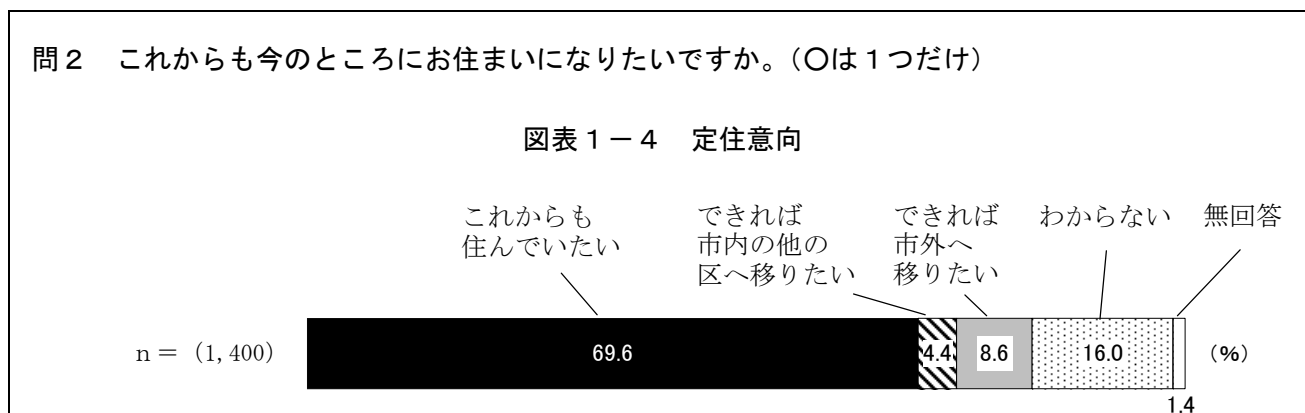 問2　これからも今のところにお住まいになりたいですか。（○は1つだけ）
図表1－4　定住意向
これからも
住んでいたい
できれば
市内の他の
区へ移りたい
できれば
市外へ
移りたい
わからない
無回答
n = (1,400)
69.6
4.4
8.6
16.0
(%)
1.4